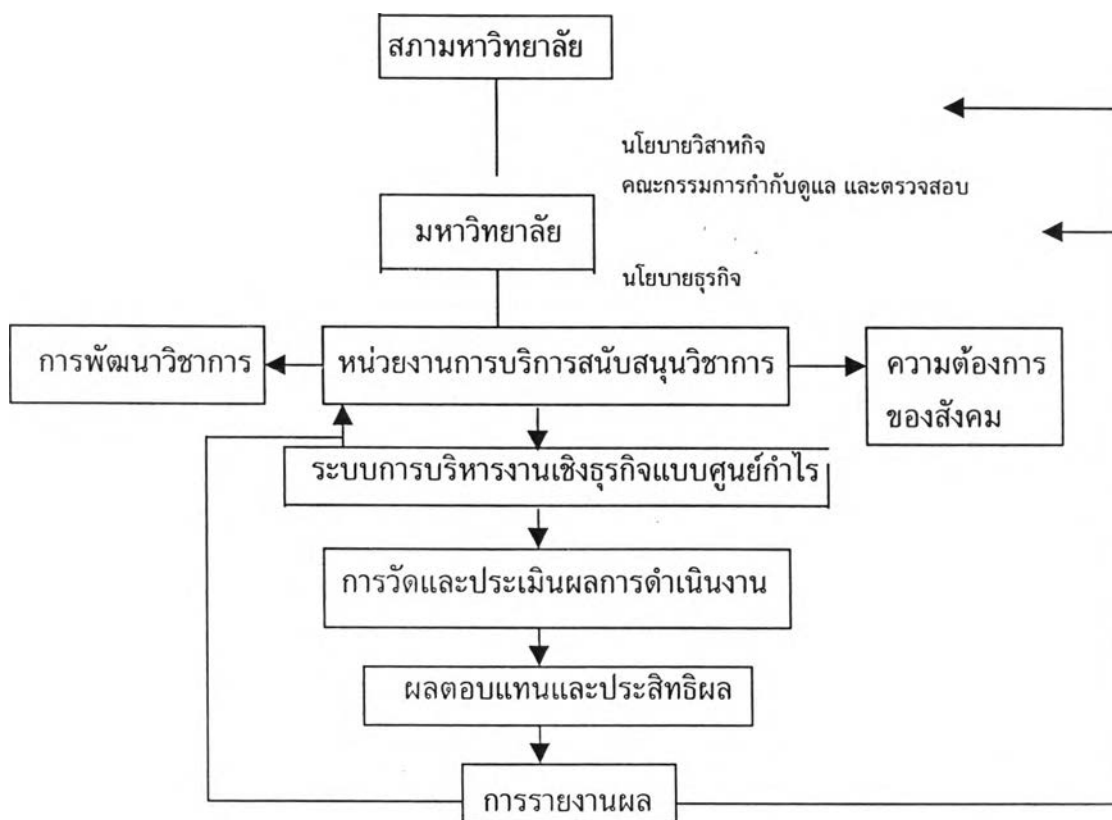 สภามหาวิทยาลัย
นโยบายวิสาหกิจ
คณะกรรมการกำกับดูแล และตรวจสอบ
มหาวิทยาลัย
นโยบายธุรกิจ
การพัฒนาวิชาการ
หน่วยงานการบริการสนับสนุนวิชาการ
ความต้องการ
ของสังคม
ระบบการบริหารงานเชิงธุรกิจแบบศูนย์กำไร
การวัดและประเมินผลการดำเนินงาน
ผลตอบแทนและประสิทธิผล
การรายงานผล